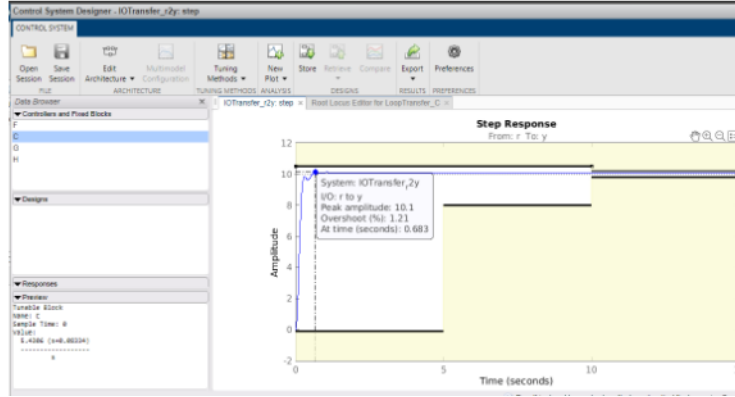 Control System Designer - IOTransfer_r2y: step
CONTROL SYSTEM
Open Session
Save Session
Edit Architecture
Multimodel Configuration
Tuning Methods
New Plot
Store
Retrieve
Compare
Export
Preferences
FILE
ARCHITECTURE
TUNING METHODS
ANALYSIS
DESIGNS
RESULTS
PREFERENCES
Data Browser
IOTransfer_r2y: step
Root Locus Editor for LoopTransfer_C
Controllers and Fixed Blocks
F
C
G
H
Designs
Responses
Preview
Tunable Block
Name: C
Sample Time: 0
Value:
s
Step Response
From: r To: y
System: IOTransfer_r2y
I/O: r to y
Peak amplitude: 10.1
Overshoot (%): 1.21
At time (seconds): 0.683
Amplitude
12
10
8
6
4
2
0
-2
0
5
10
Time (seconds)